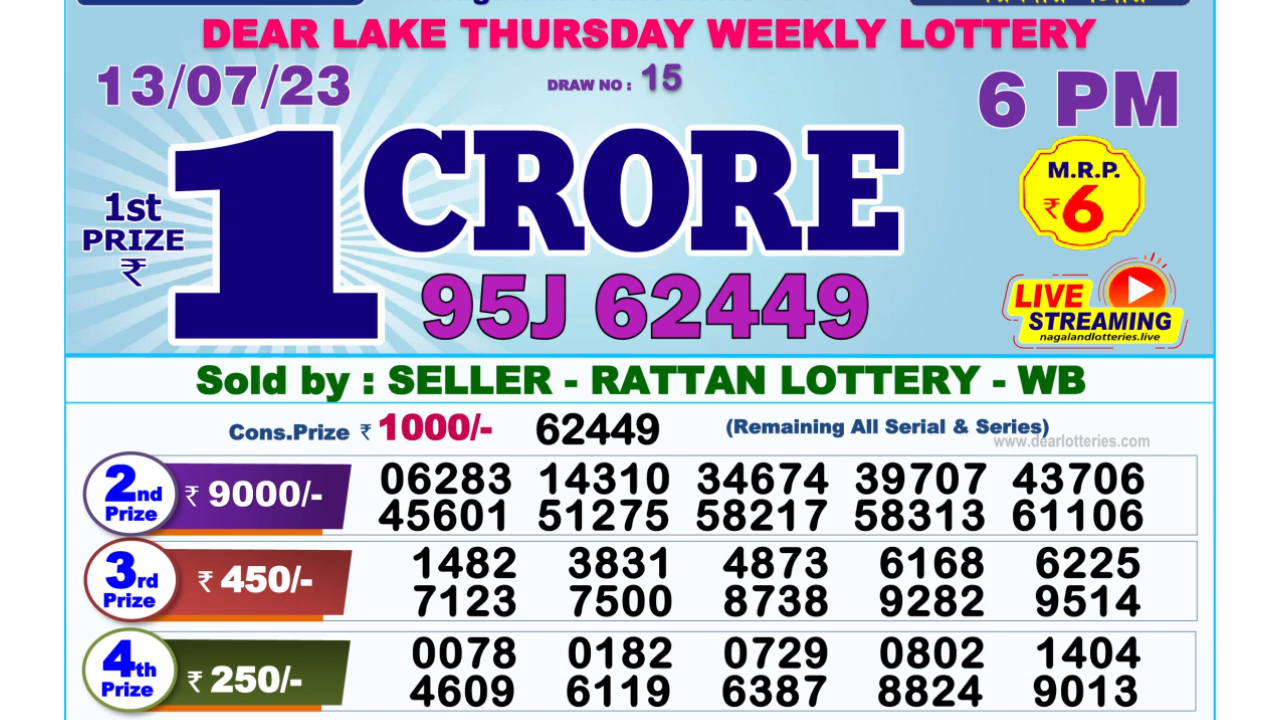 DEAR LAKE THURSDAY WEEKLY LOTTERY
13/07/23
DRAW NO : 15
6 PM
1st
PRIZE
₹
1 CRORE
95J 62449
M.R.P.
₹6
LIVE
STREAMING
nagalandlotteries.live
Sold by : SELLER - RATTAN LOTTERY - WB
Cons.Prize ₹ 1000/- 62449 (Remaining All Serial & Series)
www.dearlotteries.com
2nd
Prize
₹ 9000/-
06283 14310 34674 39707 43706
45601 51275 58217 58313 61106
3rd
Prize
₹ 450/-
1482 3831 4873 6168 6225
7123 7500 8738 9282 9514
4th
Prize
₹ 250/-
0078 0182 0729 0802 1404
4609 6119 6387 8824 9013